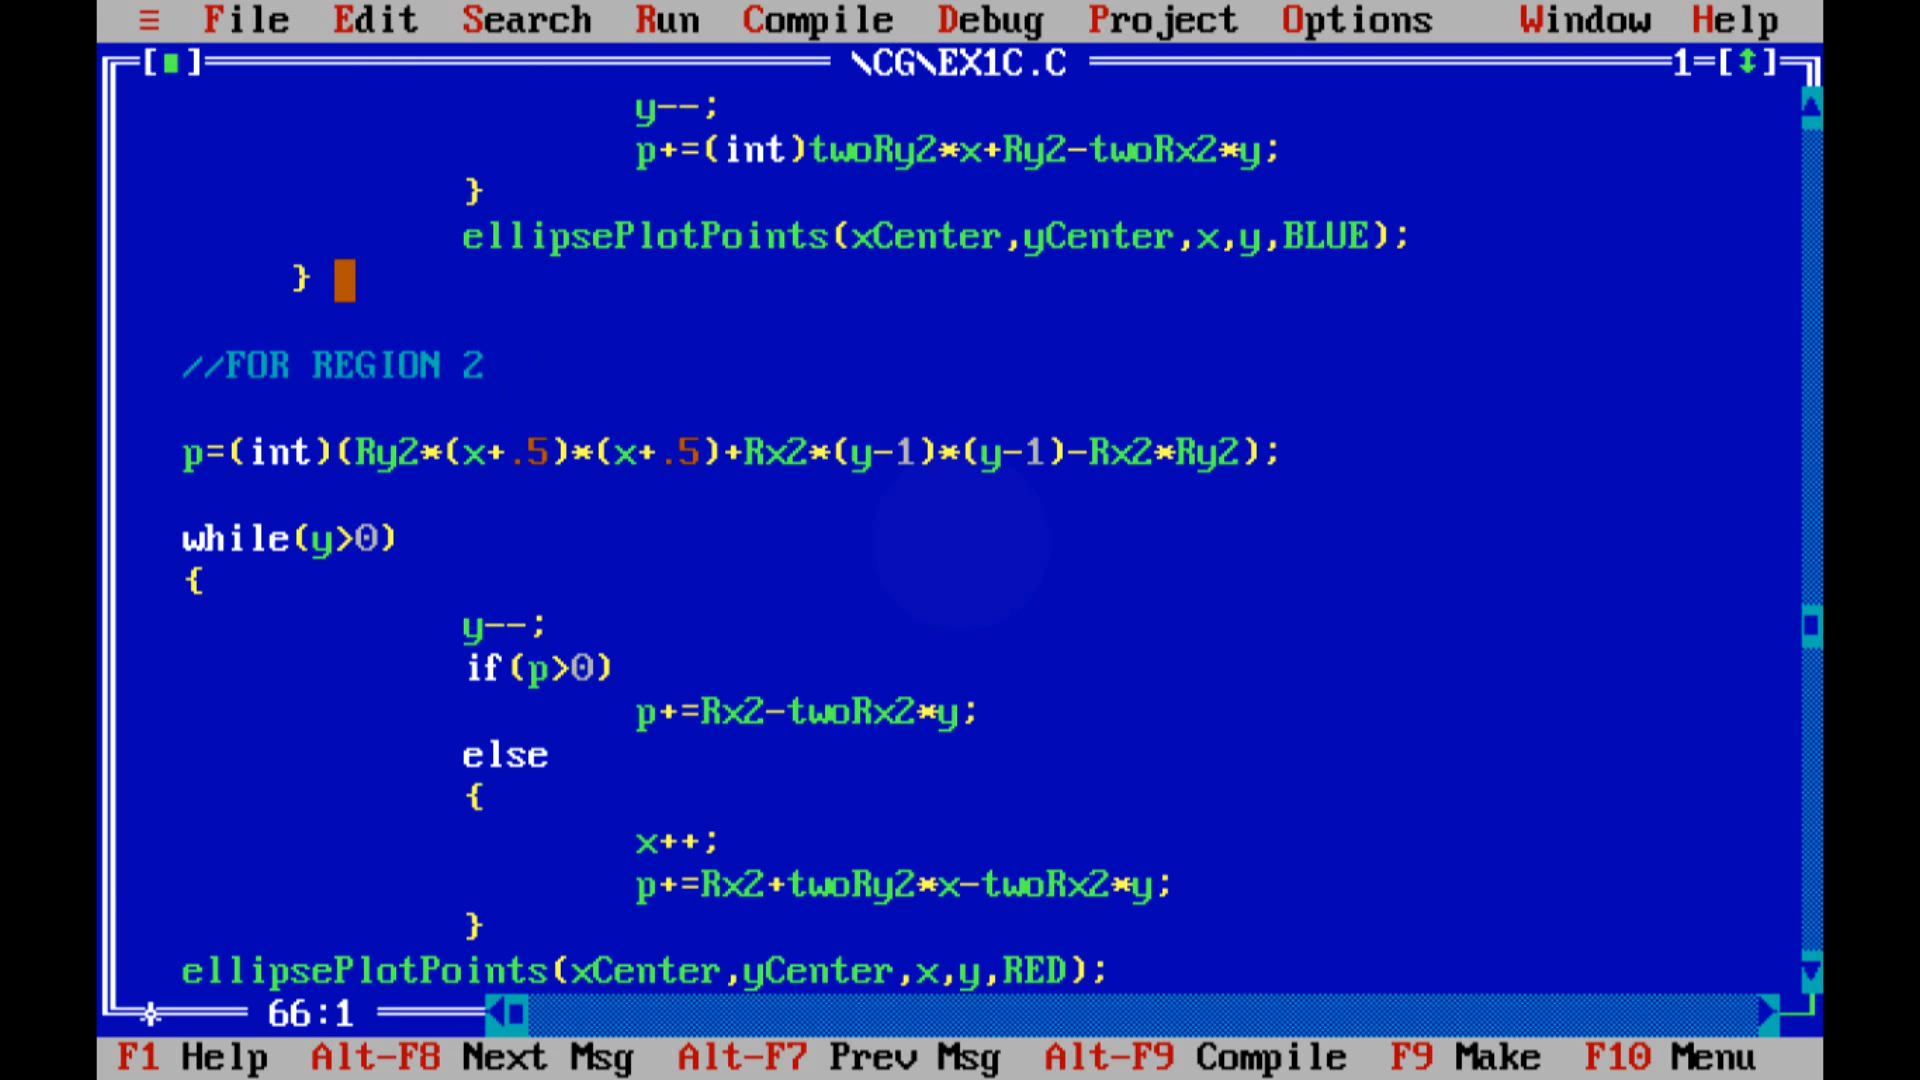 ≡ File Edit Search Run Compile Debug Project Options Window Help
[■] \CG\EX1C.C 1=[↕]
y--;
p+=(int)twoRy2*x+Ry2-twoRx2*y;
}
ellipsePlotPoints(xCenter,yCenter,x,y,BLUE);
}
//FOR REGION 2
p=(int)(Ry2*(x+.5)*(x+.5)+Rx2*(y-1)*(y-1)-Rx2*Ry2);
while(y>0)
{
y--;
if(p>0)
p+=Rx2-twoRx2*y;
else
{
x++;
p+=Rx2+twoRy2*x-twoRx2*y;
}
ellipsePlotPoints(xCenter,yCenter,x,y,RED);
66:1
F1 Help Alt-F8 Next Msg Alt-F7 Prev Msg Alt-F9 Compile F9 Make F10 Menu